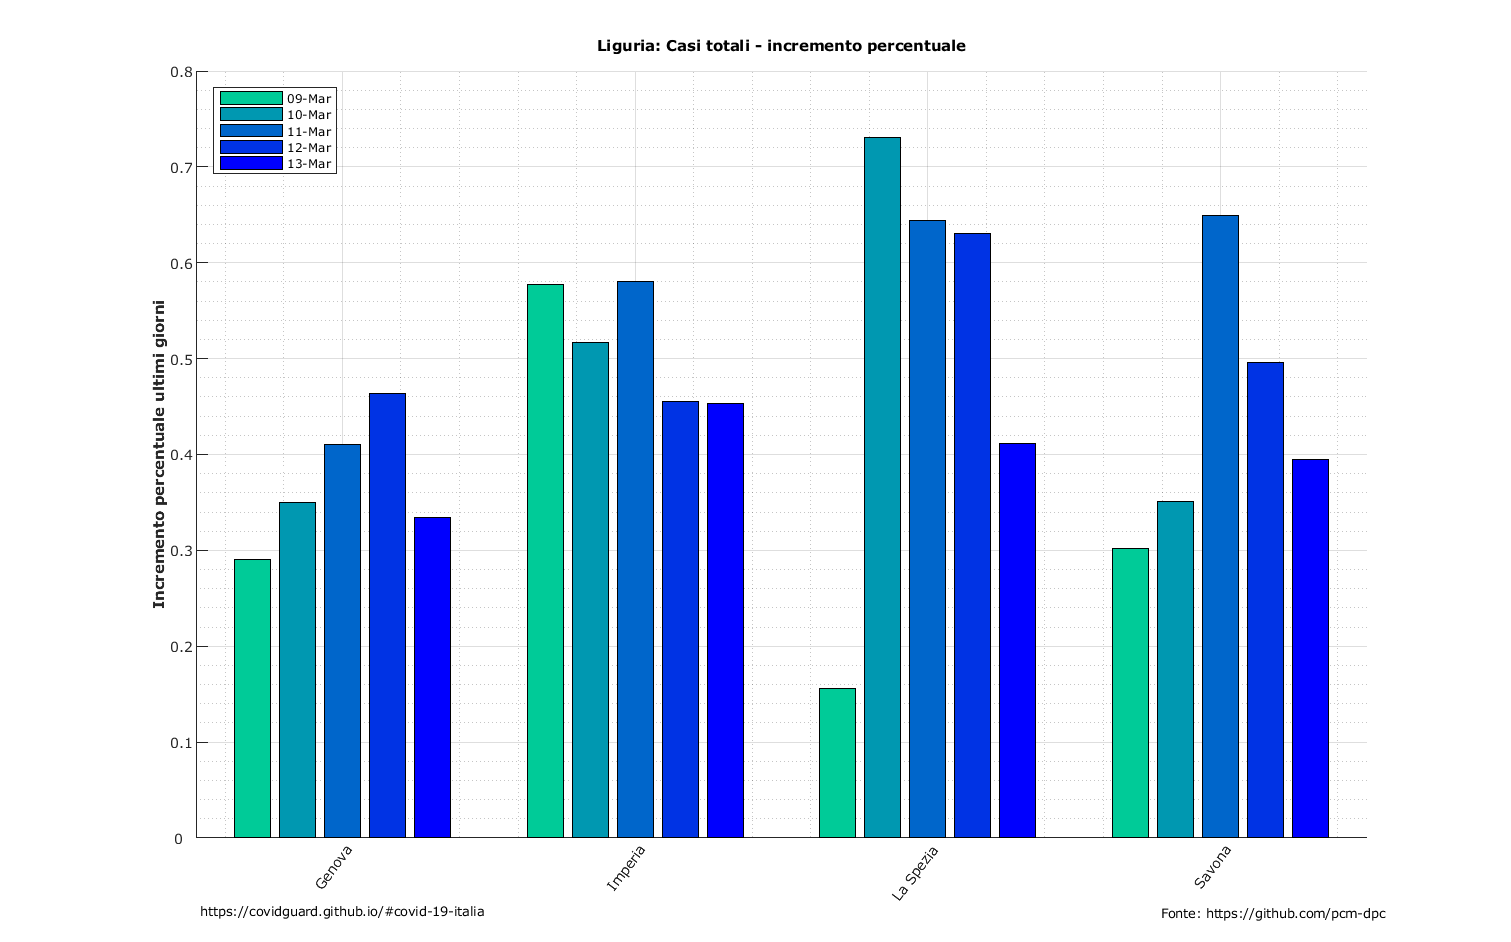 Liguria: Casi totali - incremento percentuale
0.8
0.7
0.6
0.5
0.4
0.3
0.2
0.1
0
Incremento percentuale ultimi giorni
09-Mar
10-Mar
11-Mar
12-Mar
13-Mar
Genova
Imperia
La Spezia
Savona
https://covidguard.github.io/#covid-19-italia
Fonte: https://github.com/pcm-dpc